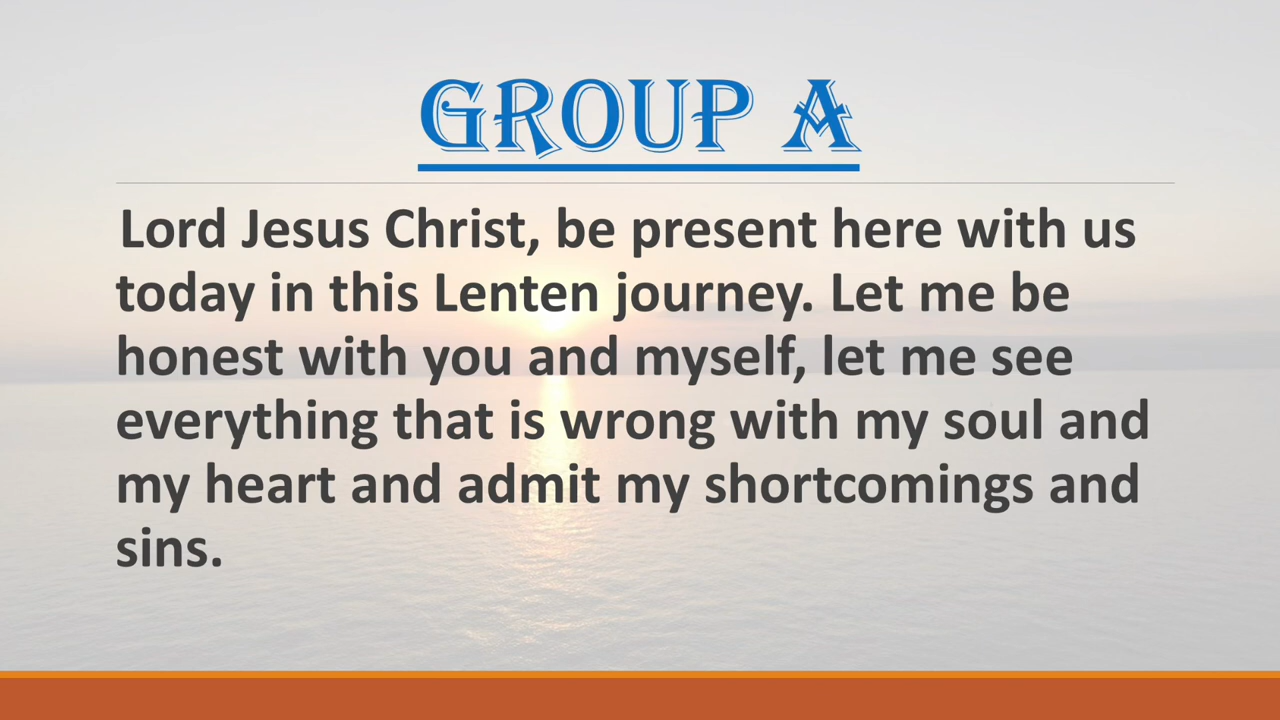 GROUP A
Lord Jesus Christ, be present here with us
today in this Lenten journey. Let me be
honest with you and myself, let me see
everything that is wrong with my soul and
my heart and admit my shortcomings and
sins.